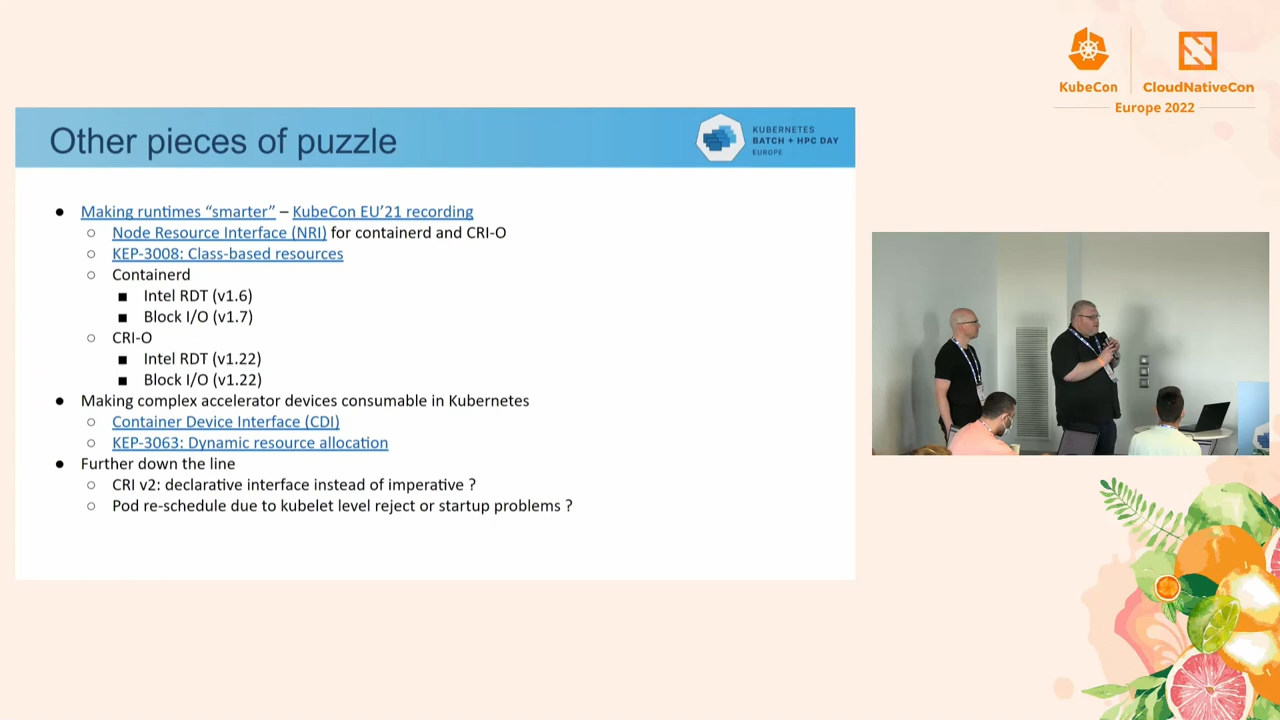 KubeCon
CloudNativeCon
Europe 2022
Other pieces of puzzle
KUBERNETES
BATCH + HPC DAY
EUROPE
● Making runtimes “smarter” – KubeCon EU’21 recording
○ Node Resource Interface (NRI) for containerd and CRI-O
○ KEP-3008: Class-based resources
○ Containerd
■ Intel RDT (v1.6)
■ Block I/O (v1.7)
○ CRI-O
■ Intel RDT (v1.22)
■ Block I/O (v1.22)
● Making complex accelerator devices consumable in Kubernetes
○ Container Device Interface (CDI)
○ KEP-3063: Dynamic resource allocation
● Further down the line
○ CRI v2: declarative interface instead of imperative ?
○ Pod re-schedule due to kubelet level reject or startup problems ?